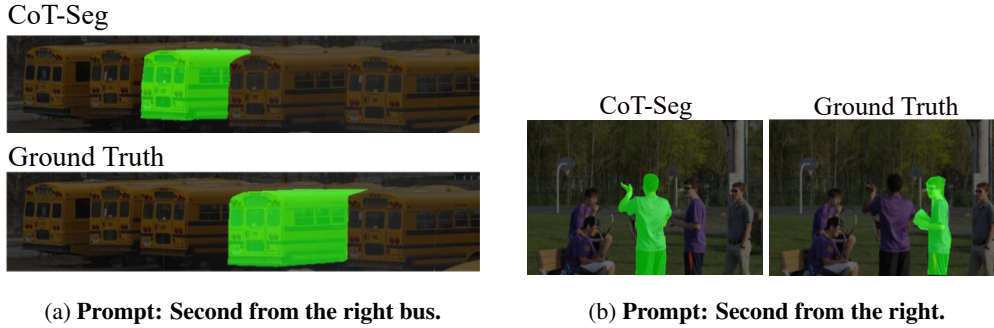 CoT-Seg
Ground Truth
(a) Prompt: Second from the right bus.
CoT-Seg Ground Truth
(b) Prompt: Second from the right.